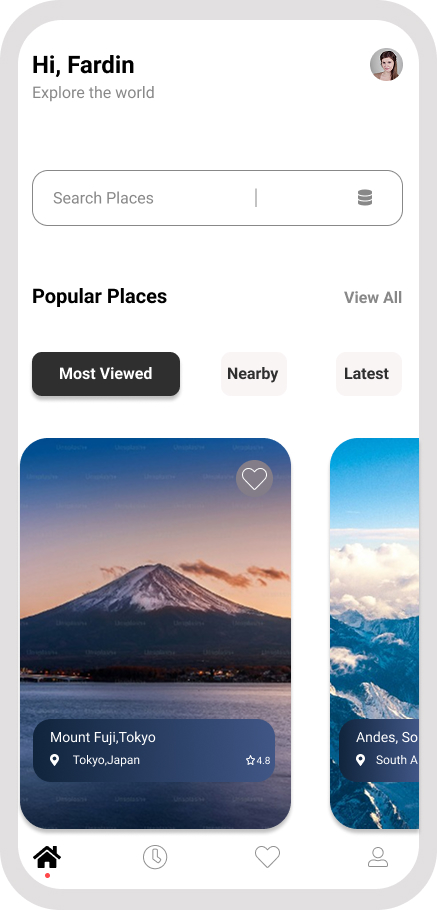 Hi, Fardin
Explore the world
Search Places
Popular Places
View All
Most Viewed
Nearby
Latest
Mount Fuji,Tokyo
Tokyo,Japan
4.8
Andes, So
South A